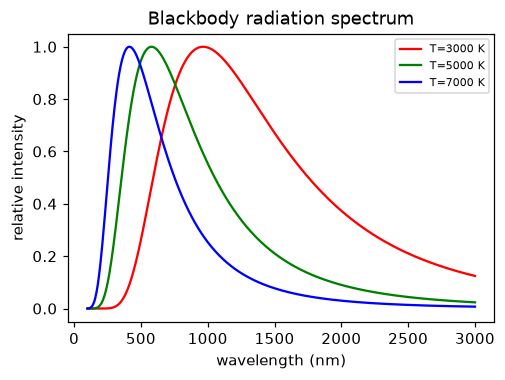 Blackbody radiation spectrum
T=3000 K
T=5000 K
T=7000 K
relative intensity
1.0
0.8
0.6
0.4
0.2
0.0
0 500 1000 1500 2000 2500 3000
wavelength (nm)